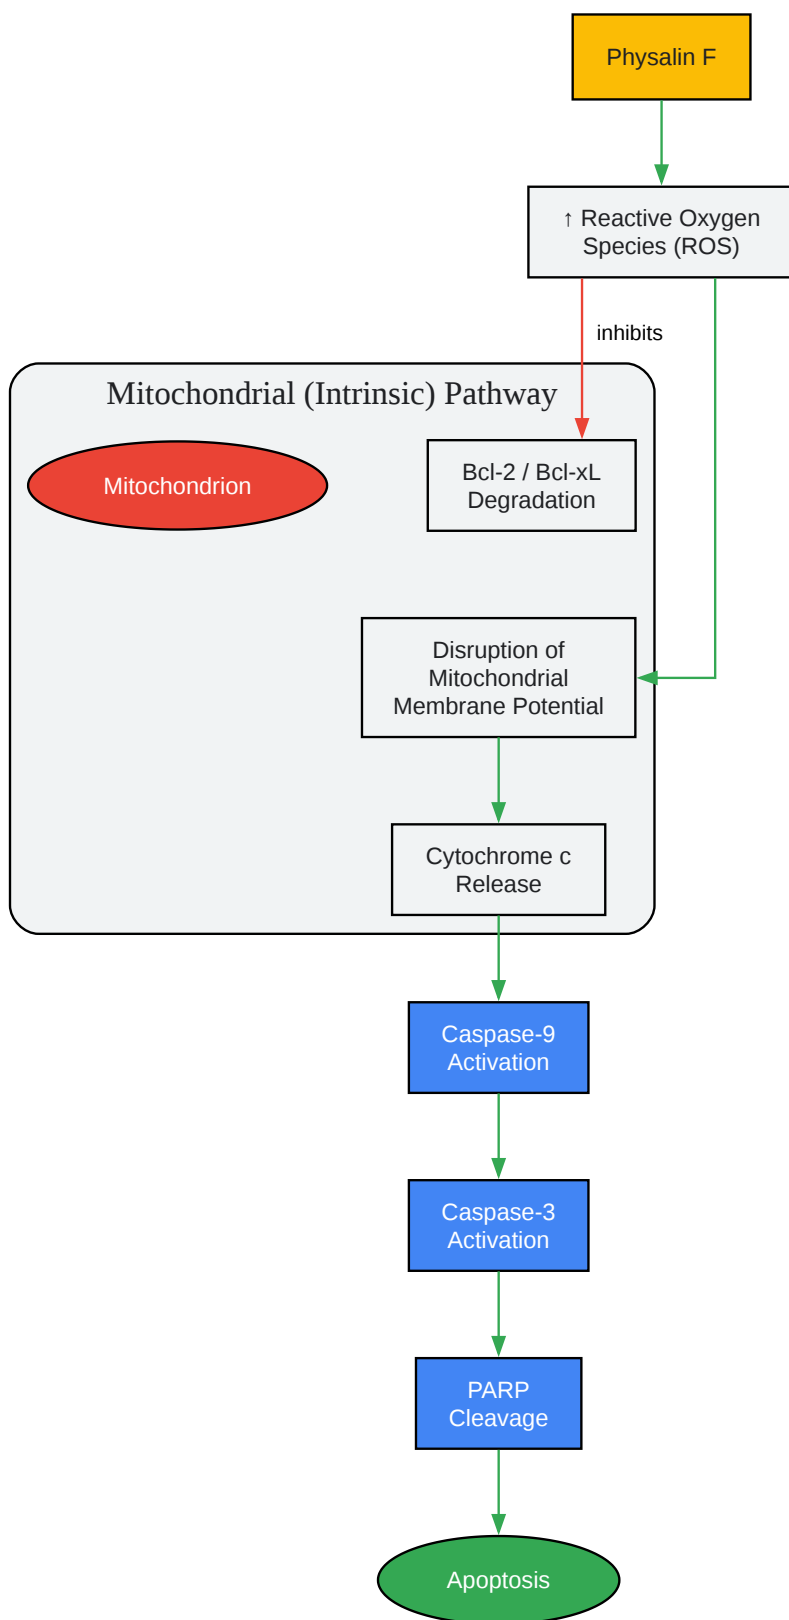 Physalin F
↑ Reactive Oxygen
Species (ROS)
inhibits
Mitochondrial (Intrinsic) Pathway
Mitochondrion
Bcl-2 / Bcl-xL
Degradation
Disruption of
Mitochondrial
Membrane Potential
Cytochrome c
Release
Caspase-9
Activation
Caspase-3
Activation
PARP
Cleavage
Apoptosis